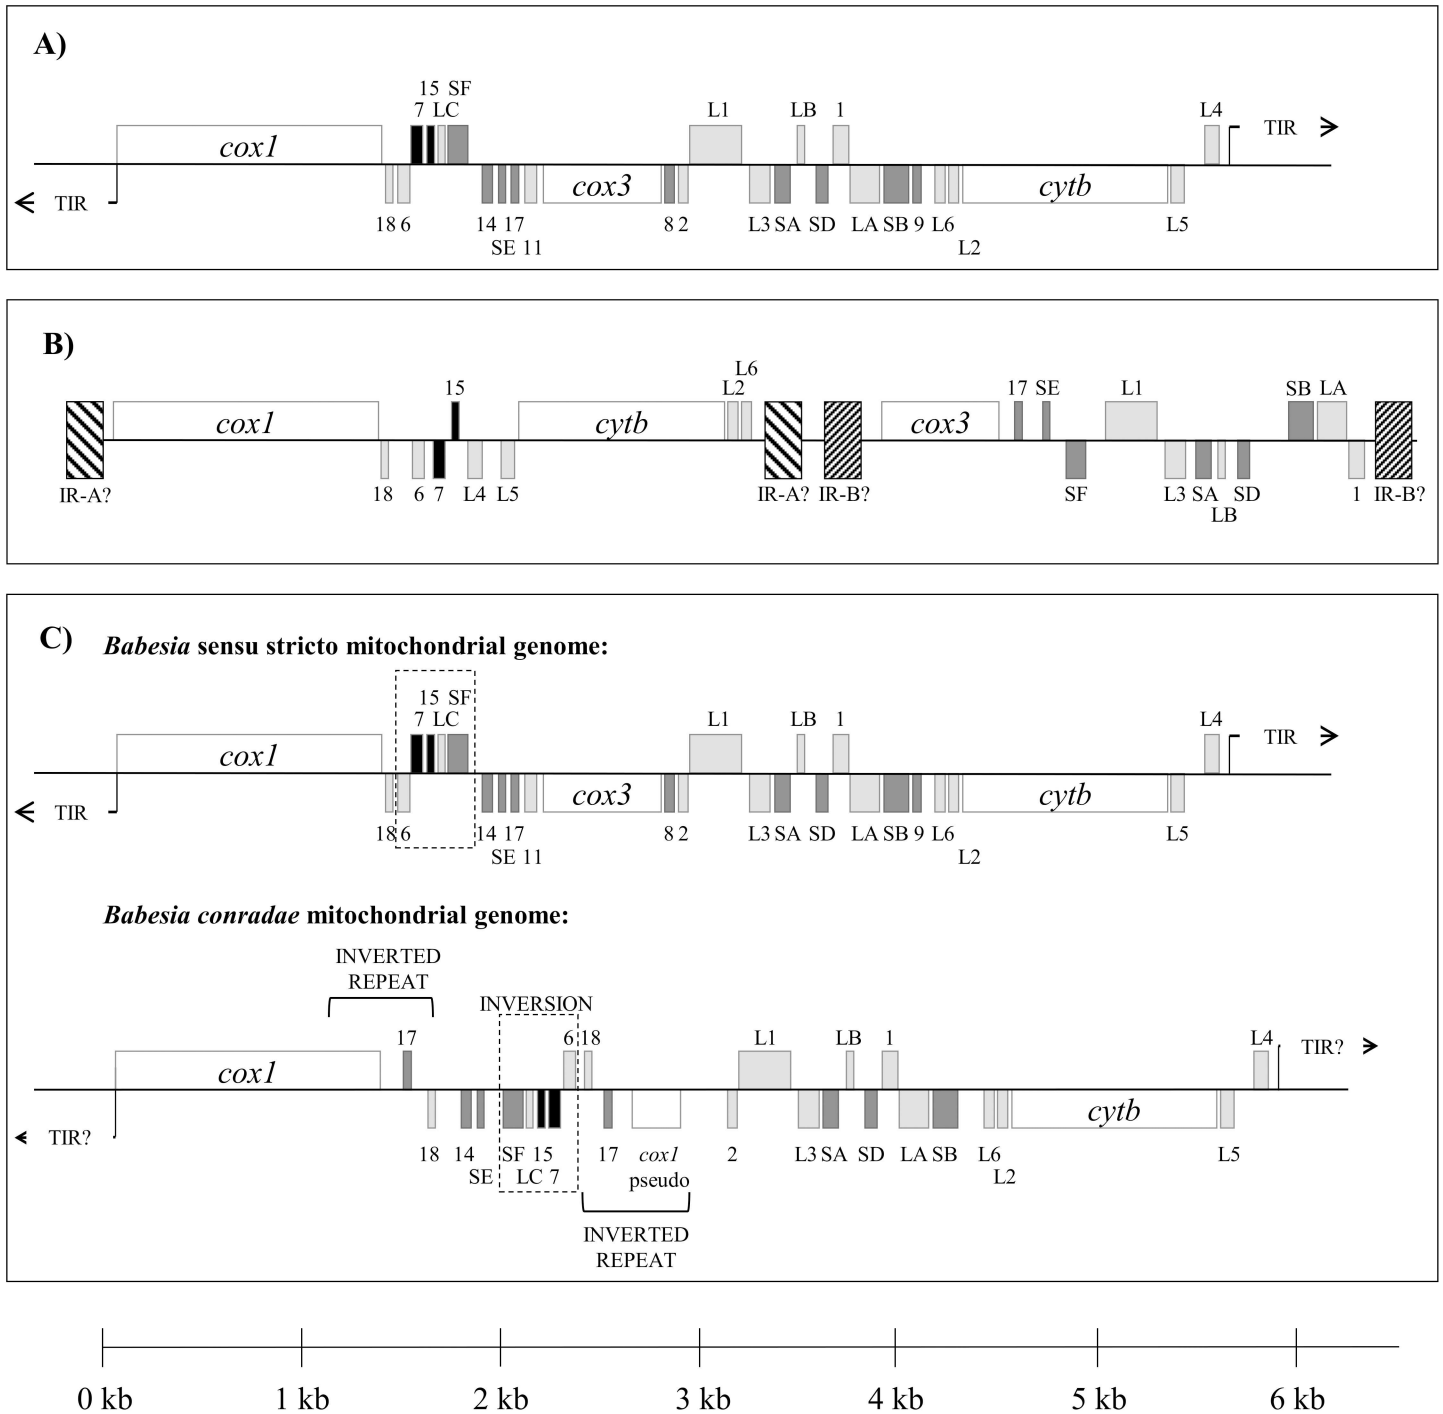 A)
15 SF
7 LC L1 LB 1 L4
TIR
cox1
cox3 cytb
TIR
18 6 14 17 8 2 L3 SA SD LA SB 9 L6 L5
SE 11 L2
B)
L6
15 L2 17 SE L1 SB LA
cox1 cytb cox3
IR-A? 18 6 7 L4 L5 IR-A? IR-B? SF L3 SA SD 1 IR-B?
LB
C)
Babesia sensu stricto mitochondrial genome:
15 SF
7 LC L1 LB 1 L4
TIR
cox1
cox3 cytb
TIR
18 6 14 17 8 2 L3 SA SD LA SB 9 L6 L5
SE 11 L2
Babesia conradae mitochondrial genome:
INVERTED
REPEAT
INVERSION
17 6 18 L1 LB 1 L4
TIR?
cox1
cytb
TIR?
18 14 SF 15 17 cox1 2 L3 SA SD LA SB L6 L5
SE LC 7 pseudo L2
INVERTED
REPEAT
0 kb 1 kb 2 kb 3 kb 4 kb 5 kb 6 kb